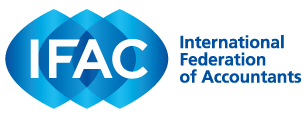 IFAC
International
Federation
of Accountants